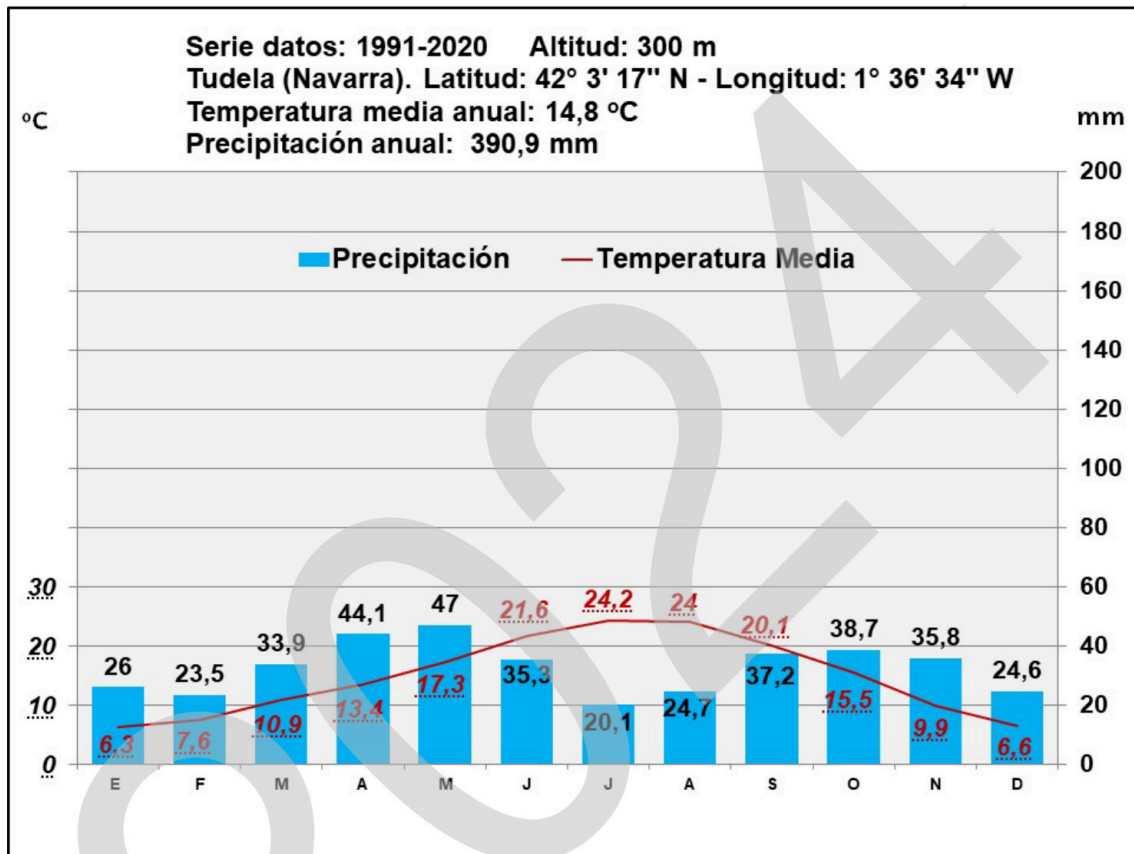 Serie datos: 1991-2020 Altitud: 300 m
Tudela (Navarra). Latitud: 42° 3' 17'' N - Longitud: 1° 36' 34'' W
Temperatura media anual: 14,8 ºC
Precipitación anual: 390,9 mm
ºC mm
200
180
Precipitación Temperatura Media
160
140
120
100
80
30 60
20 40
10 20
0 0
26 23,5 33,9 44,1 47 35,3 20,1 24,7 37,2 38,7 35,8 24,6
6,3 7,6 10,9 13,4 17,3 21,6 24,2 24 20,1 15,5 9,9 6,6
E F M A M J J A S O N D
2024